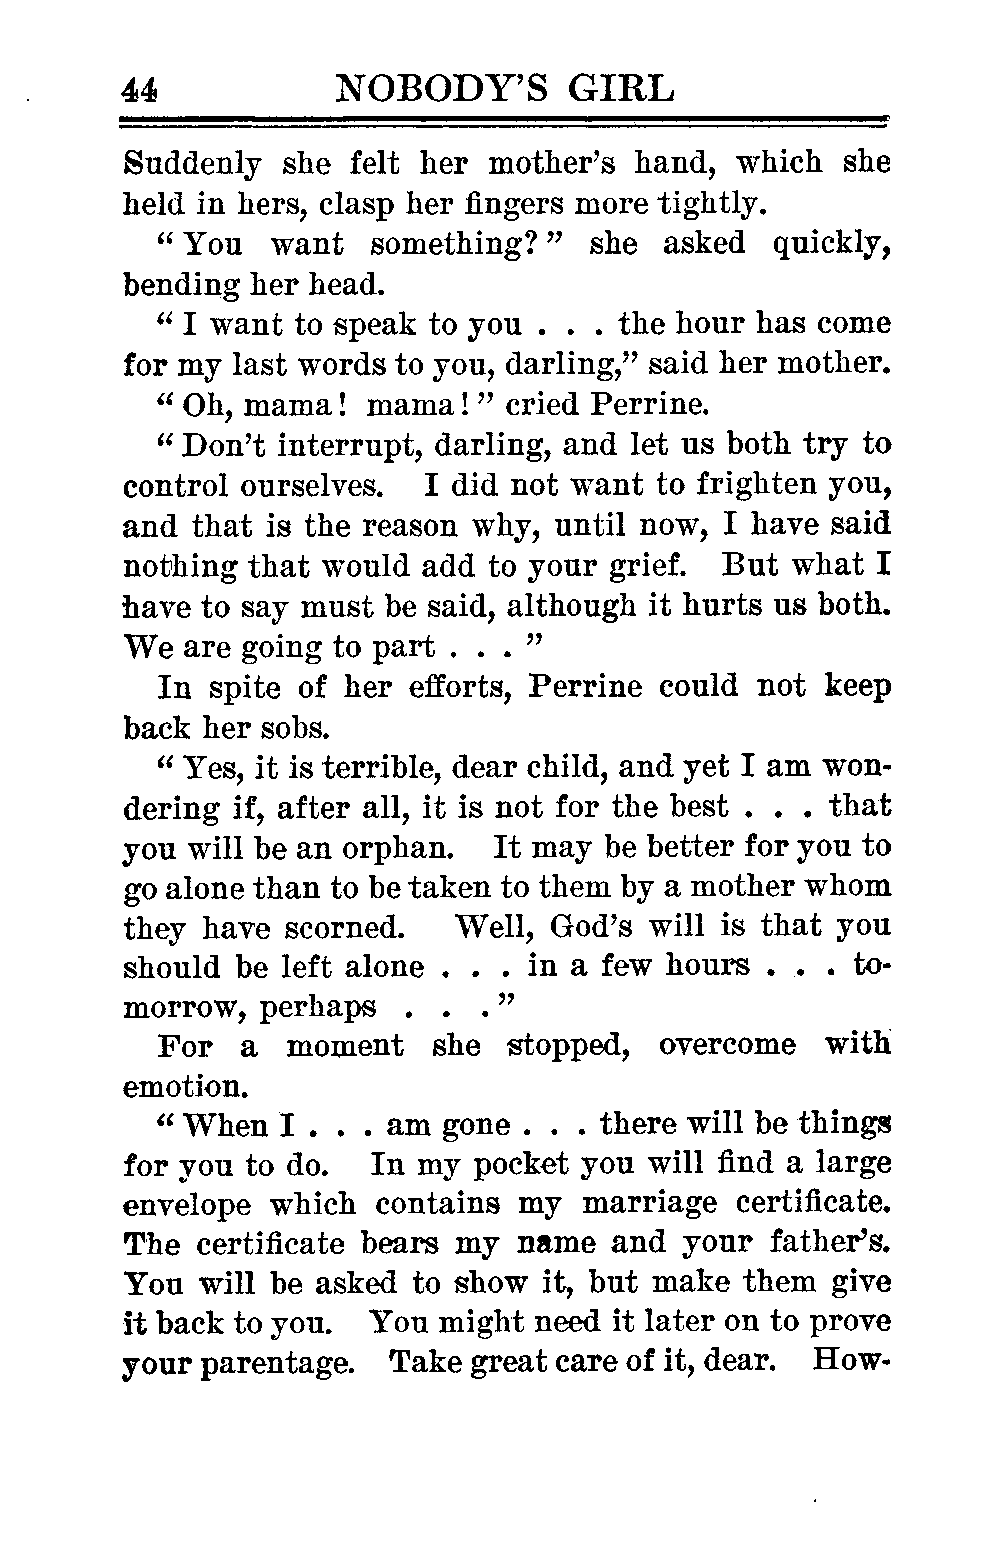 44 NOBODY'S GIRL
Suddenly she felt her mother's hand, which she
held in hers, clasp her fingers more tightly.
" You want something? " she asked quickly,
bending her head.
" I want to speak to you . . . the hour has come
for my last words to you, darling," said her mother.
" Oh, mama! mama! " cried Perrine.
" Don't interrupt, darling, and let us both try to
control ourselves. I did not want to frighten you,
and that is the reason why, until now, I have said
nothing that would add to your grief. But what I
have to say must be said, although it hurts us both.
We are going to part . . . "
In spite of her efforts, Perrine could not keep
back her sobs.
" Yes, it is terrible, dear child, and yet I am won-
dering if, after all, it is not for the best . . . that
you will be an orphan. It may be better for you to
go alone than to be taken to them by a mother whom
they have scorned. Well, God's will is that you
should be left alone . . . in a few hours . . . to-
morrow, perhaps . . . "
For a moment she stopped, overcome with
emotion.
" When I . . . am gone . . . there will be things
for you to do. In my pocket you will find a large
envelope which contains my marriage certificate.
The certificate bears my name and your father's.
You will be asked to show it, but make them give
it back to you. You might need it later on to prove
your parentage. Take great care of it, dear. How-